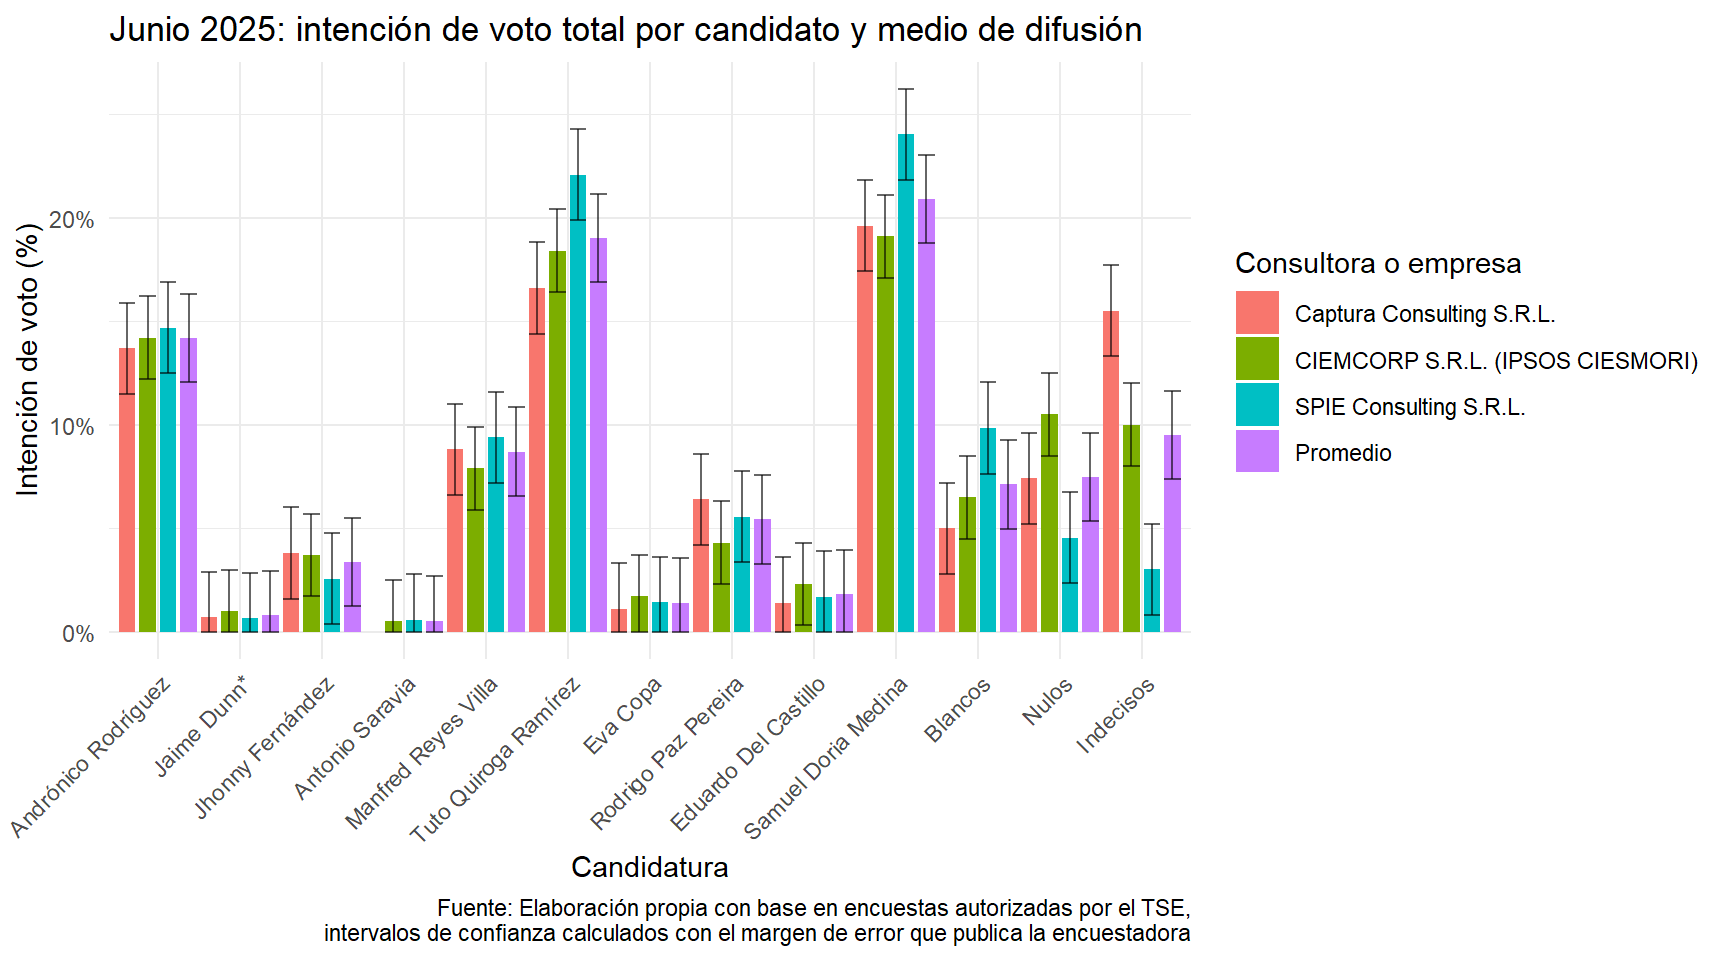 Junio 2025: intención de voto total por candidato y medio de difusión
Intención de voto (%)
20%
10%
0%
Andrónico Rodríguez
Jaime Dunn*
Jhonny Fernández
Antonio Saravia
Manfred Reyes Villa
Tuto Quiroga Ramírez
Eva Copa
Rodrigo Paz Pereira
Eduardo Del Castillo
Samuel Doria Medina
Blancos
Nulos
Indecisos
Candidatura
Consultora o empresa
Captura Consulting S.R.L.
CIEMCORP S.R.L. (IPSOS CIESMORI)
SPIE Consulting S.R.L.
Promedio
Fuente: Elaboración propia con base en encuestas autorizadas por el TSE,
intervalos de confianza calculados con el margen de error que publica la encuestadora